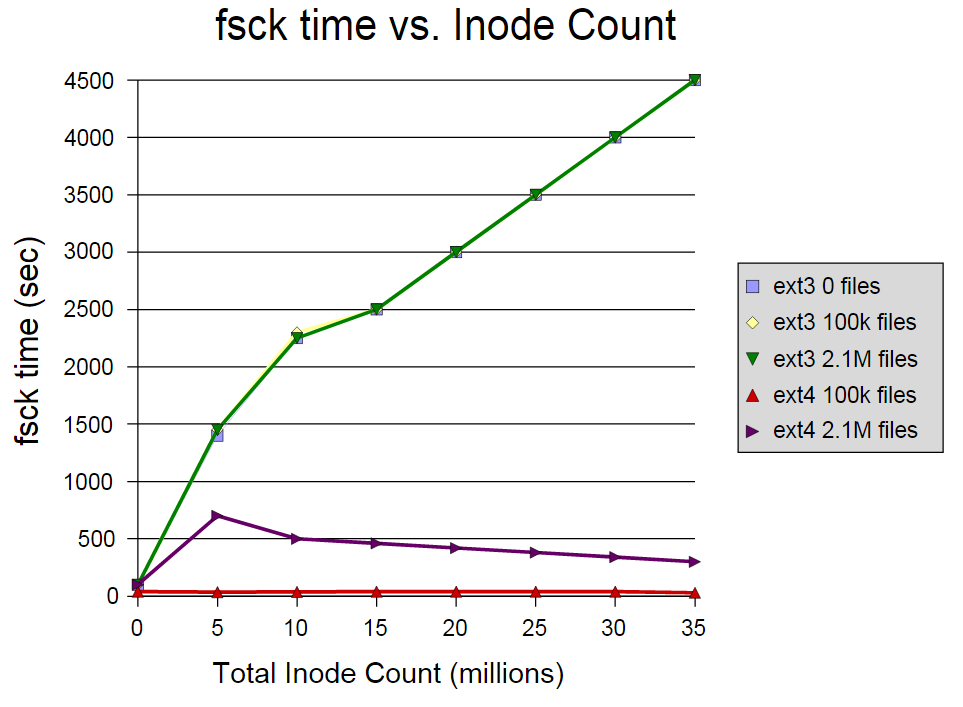 fsck time vs. Inode Count
4500
4000
3500
3000
2500
2000
1500
1000
500
0
fsck time (sec)
0 5 10 15 20 25 30 35
Total Inode Count (millions)
ext3 0 files
ext3 100k files
ext3 2.1M files
ext4 100k files
ext4 2.1M files